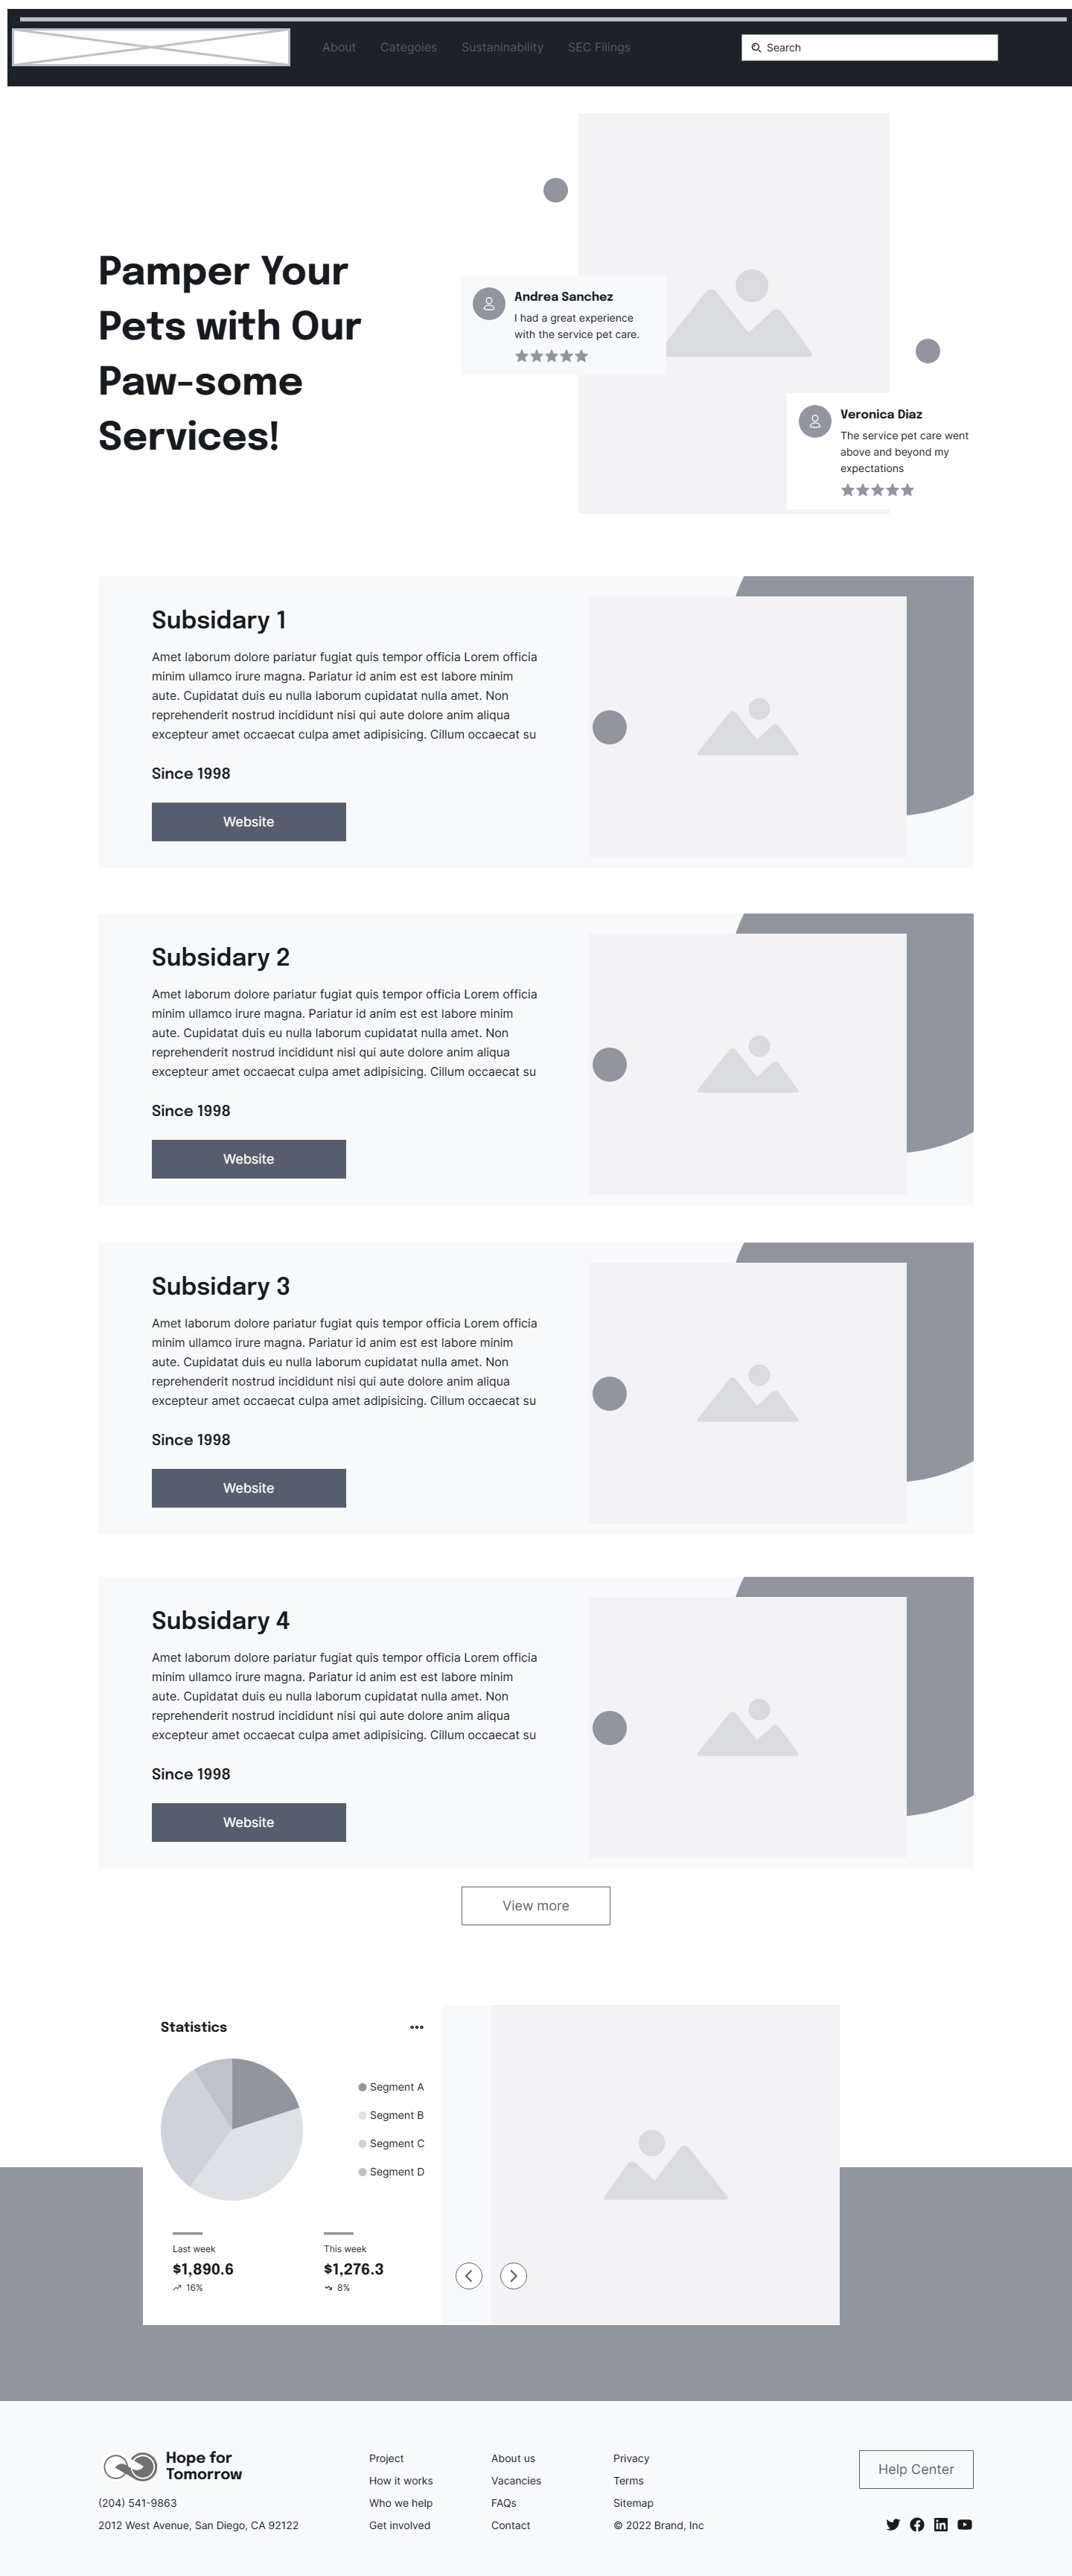 About Categoies Sustaninability SEC Filings Search
Pamper Your
Pets with Our
Paw-some
Services!
Andrea Sanchez
I had a great experience
with the service pet care.
Veronica Diaz
The service pet care went
above and beyond my
expectations
Subsidary 1
Amet laborum dolore pariatur fugiat quis tempor officia Lorem officia
minim ullamco irure magna. Pariatur id anim est est labore minim
aute. Cupidatat duis eu nulla laborum cupidatat nulla amet. Non
reprehenderit nostrud incididunt nisi qui aute dolore anim aliqua
excepteur amet occaecat culpa amet adipisicing. Cillum occaecat su
Since 1998
Website
Subsidary 2
Amet laborum dolore pariatur fugiat quis tempor officia Lorem officia
minim ullamco irure magna. Pariatur id anim est est labore minim
aute. Cupidatat duis eu nulla laborum cupidatat nulla amet. Non
reprehenderit nostrud incididunt nisi qui aute dolore anim aliqua
excepteur amet occaecat culpa amet adipisicing. Cillum occaecat su
Since 1998
Website
Subsidary 3
Amet laborum dolore pariatur fugiat quis tempor officia Lorem officia
minim ullamco irure magna. Pariatur id anim est est labore minim
aute. Cupidatat duis eu nulla laborum cupidatat nulla amet. Non
reprehenderit nostrud incididunt nisi qui aute dolore anim aliqua
excepteur amet occaecat culpa amet adipisicing. Cillum occaecat su
Since 1998
Website
Subsidary 4
Amet laborum dolore pariatur fugiat quis tempor officia Lorem officia
minim ullamco irure magna. Pariatur id anim est est labore minim
aute. Cupidatat duis eu nulla laborum cupidatat nulla amet. Non
reprehenderit nostrud incididunt nisi qui aute dolore anim aliqua
excepteur amet occaecat culpa amet adipisicing. Cillum occaecat su
Since 1998
Website
View more
Statistics
Segment A
Segment B
Segment C
Segment D
Last week
$1,890.6
16%
This week
$1,276.3
8%
Hope for
Tomorrow
(204) 541-9863
2012 West Avenue, San Diego, CA 92122
Project
How it works
Who we help
Get involved
About us
Vacancies
FAQs
Contact
Privacy
Terms
Sitemap
© 2022 Brand, Inc
Help Center